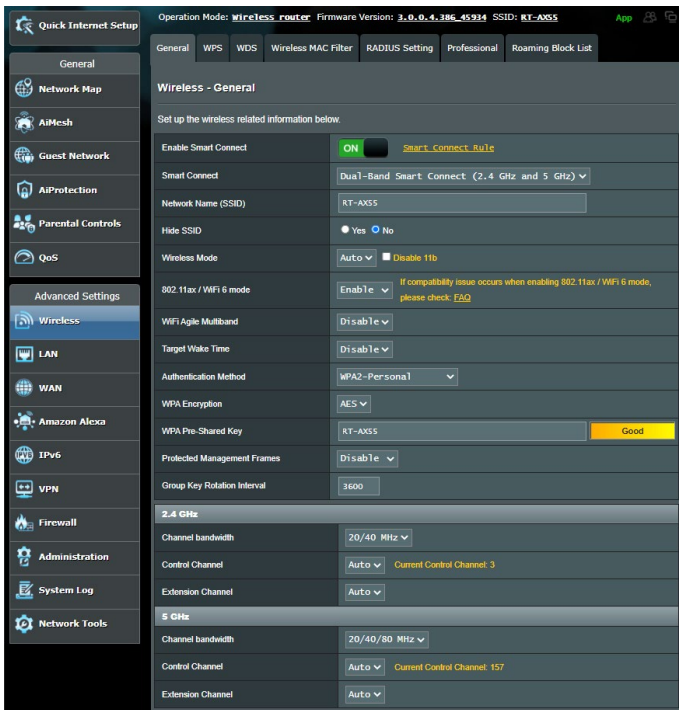 Quick Internet Setup
General
Network Map
AiMesh
Guest Network
AiProtection
Parental Controls
QoS
Advanced Settings
Wireless
LAN
WAN
Amazon Alexa
IPv6
VPN
Firewall
Administration
System Log
Network Tools
Operation Mode: Wireless router Firmware Version: 3.0.0.4.386_45934 SSID: RT-AX55 App
General WPS WDS Wireless MAC Filter RADIUS Setting Professional Roaming Block List
Wireless - General
Set up the wireless related information below.
Enable Smart Connect ON Smart Connect Rule
Smart Connect Dual-Band Smart Connect (2.4 GHz and 5 GHz)
Network Name (SSID) RT-AX55
Hide SSID Yes No
Wireless Mode Auto Disable 11b
802.11ax / WiFi 6 mode Enable If compatibility issue occurs when enabling 802.11ax / WiFi 6 mode,
please check: FAQ
WiFi Agile Multiband Disable
Target Wake Time Disable
Authentication Method WPA2-Personal
WPA Encryption AES
WPA Pre-Shared Key RT-AX55 Good
Protected Management Frames Disable
Group Key Rotation Interval 3600
2.4 GHz
Channel bandwidth 20/40 MHz
Control Channel Auto Current Control Channel: 3
Extension Channel Auto
5 GHz
Channel bandwidth 20/40/80 MHz
Control Channel Auto Current Control Channel: 157
Extension Channel Auto